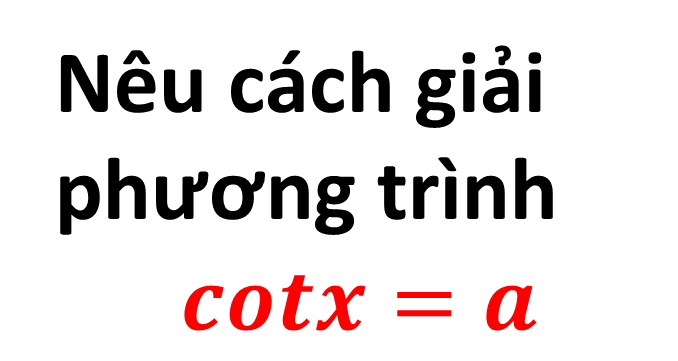 Nêu cách giải
phương trình
cotx = a